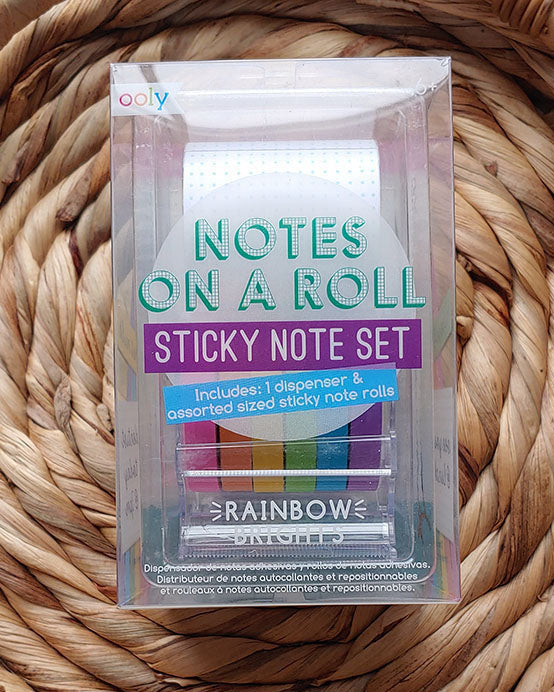 ooly
NOTES
ON A ROLL
STICKY NOTE SET
Includes: 1 dispenser &
assorted sized sticky note rolls
RAINBOW
BRIGHTS
Dispensador de notas adhesivas y rollos de notas adhesivas.
Distributeur de notes autocollantes et repositionnables
et rouleaux à notes autocollantes et repositionnables.